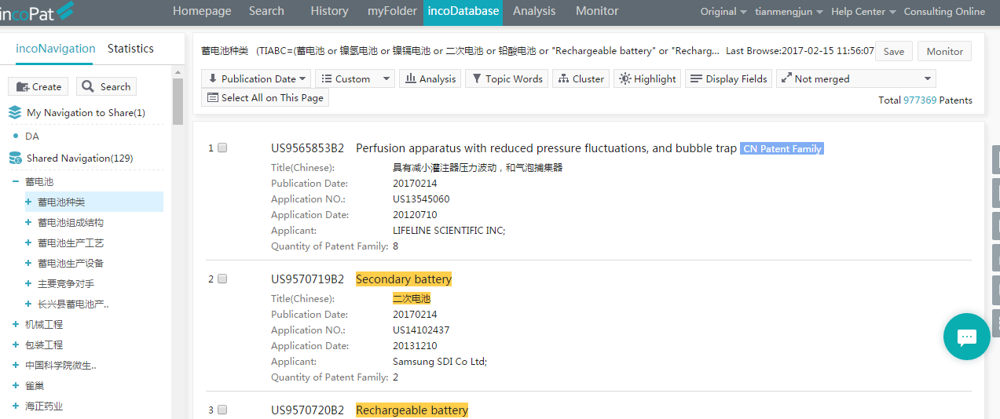 incoPat Homepage Search History myFolder incoDatabase Analysis Monitor Original tianmengjun Help Center Consulting Online
incoNavigation Statistics
Create Search
My Navigation to Share(1)
DA
Shared Navigation(129)
蓄电池
蓄电池种类
蓄电池组成结构
蓄电池生产工艺
蓄电池生产设备
主要竞争对手
长兴县蓄电池产..
机械工程
包装工程
中国科学院微生..
雀巢
海正药业
蓄电池种类 (TIABC=(蓄电池 or 镍氢电池 or 镍镉电池 or 二次电池 or 铅酸电池 or "Rechargeable battery" or "Recharg... Last Browse:2017-02-15 11:56:07 Save Monitor
Publication Date Custom Analysis Topic Words Cluster Highlight Display Fields Not merged
Select All on This Page
Total 977369 Patents
1 US9565853B2 Perfusion apparatus with reduced pressure fluctuations, and bubble trap CN Patent Family
Title(Chinese): 具有减小灌注器压力波动，和气泡捕集器
Publication Date: 20170214
Application NO.: US13545060
Application Date: 20120710
Applicant: LIFELINE SCIENTIFIC INC;
Quantity of Patent Family: 8
2 US9570719B2 Secondary battery
Title(Chinese): 二次电池
Publication Date: 20170214
Application NO.: US14102437
Application Date: 20131210
Applicant: Samsung SDI Co Ltd;
Quantity of Patent Family: 2
3 US9570720B2 Rechargeable battery